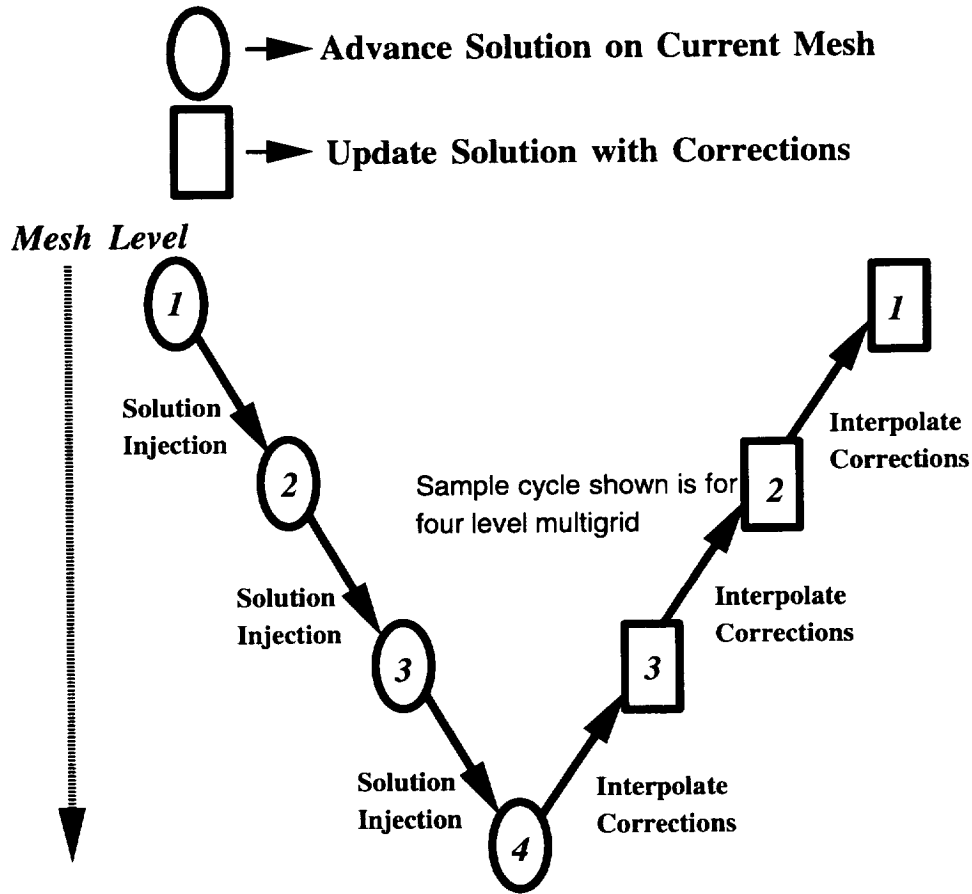 Advance Solution on Current Mesh
Update Solution with Corrections
Mesh Level
1
1
Solution
Injection
Interpolate
Corrections
2
Sample cycle shown is for
four level multigrid
2
Solution
Injection
Interpolate
Corrections
3
3
Solution
Injection
Interpolate
Corrections
4